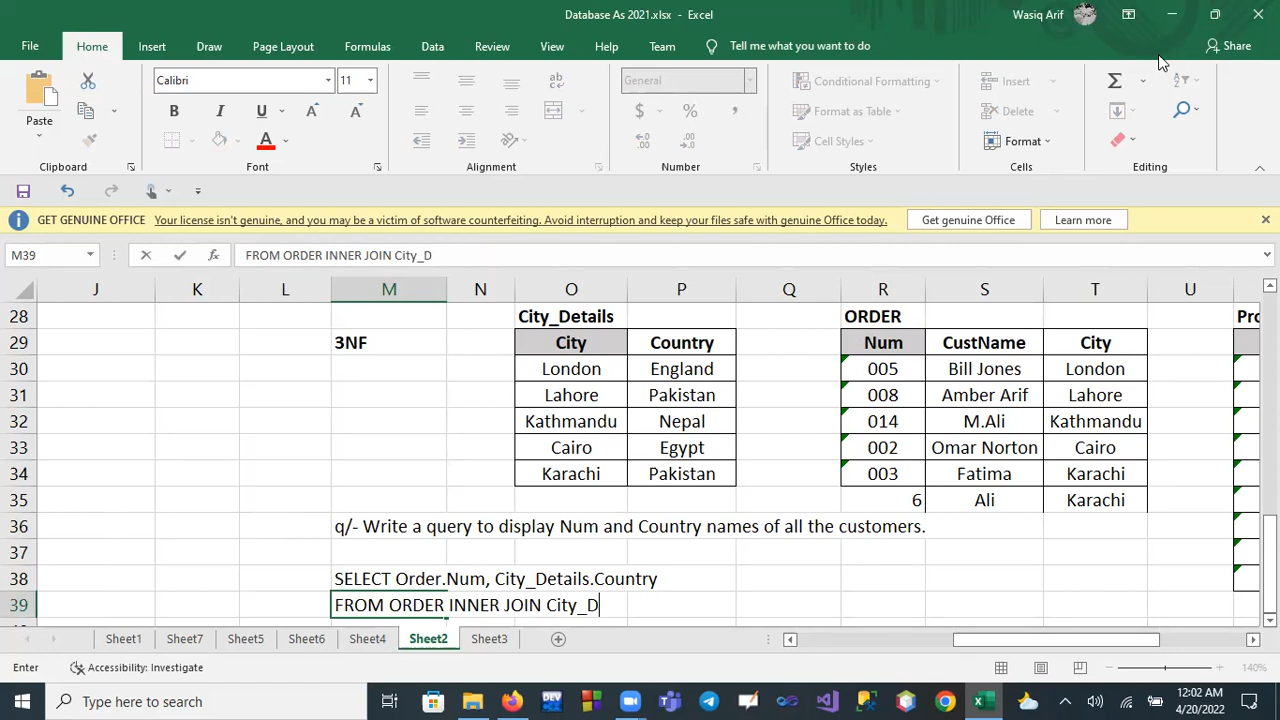 Database As 2021.xlsx - Excel
Wasiq Arif
File Home Insert Draw Page Layout Formulas Data Review View Help Team Tell me what you want to do Share
Paste
Clipboard
Calibri 11
B I U
A
Font
ab
Alignment
General
$ % ,
Number
Conditional Formatting
Format as Table
Cell Styles
Styles
Insert
Delete
Format
Cells
Σ
Editing
GET GENUINE OFFICE Your license isn't genuine, and you may be a victim of software counterfeiting. Avoid interruption and keep your files safe with genuine Office today. Get genuine Office Learn more
M39 fx FROM ORDER INNER JOIN City_D
J K L M N O P Q R S T U
28 City_Details ORDER Pro
29 3NF City Country Num CustName City
30 London England 005 Bill Jones London
31 Lahore Pakistan 008 Amber Arif Lahore
32 Kathmandu Nepal 014 M.Ali Kathmandu
33 Cairo Egypt 002 Omar Norton Cairo
34 Karachi Pakistan 003 Fatima Karachi
35 6 Ali Karachi
36 q/- Write a query to display Num and Country names of all the customers.
37
38 SELECT Order.Num, City_Details.Country
39 FROM ORDER INNER JOIN City_D
Sheet1 Sheet7 Sheet5 Sheet6 Sheet4 Sheet2 Sheet3
Enter Accessibility: Investigate 140%
Type here to search
DEV
12:02 AM
4/20/2022